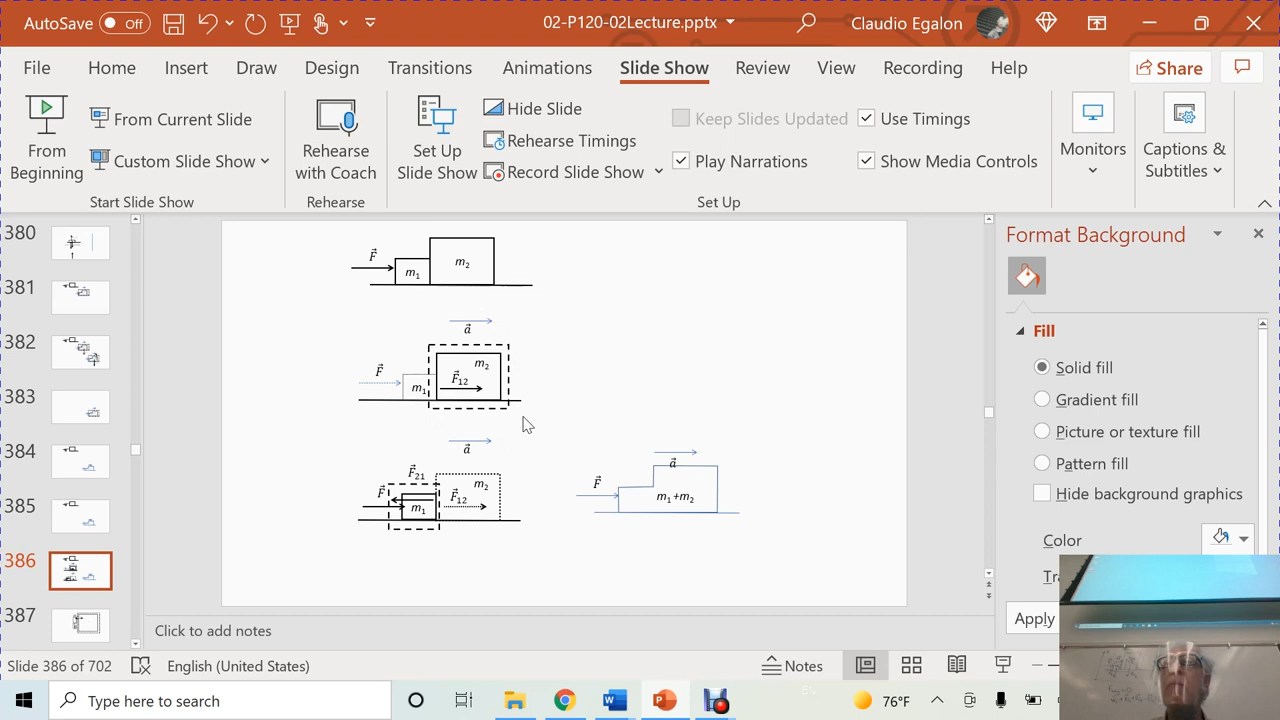 AutoSave Off 02-P120-02Lecture.pptx Claudio Egalon
File Home Insert Draw Design Transitions Animations Slide Show Review View Recording Help Share
From Beginning
From Current Slide
Custom Slide Show
Start Slide Show
Rehearse with Coach
Rehearse
Set Up Slide Show
Hide Slide
Rehearse Timings
Record Slide Show
Keep Slides Updated
Play Narrations
Use Timings
Show Media Controls
Set Up
Monitors
Captions & Subtitles
380
381
382
383
384
385
386
387
F⃗
m₁
m₂
a⃗
F⃗
m₁
m₂
F⃗₁₂
a⃗
F⃗₂₁
F⃗
m₁
m₂
F⃗₁₂
a⃗
F⃗
m₁+m₂
Format Background
Fill
Solid fill
Gradient fill
Picture or texture fill
Pattern fill
Hide background graphics
Color
Apply
Click to add notes
Slide 386 of 702 English (United States) Notes
Type here to search
76°F